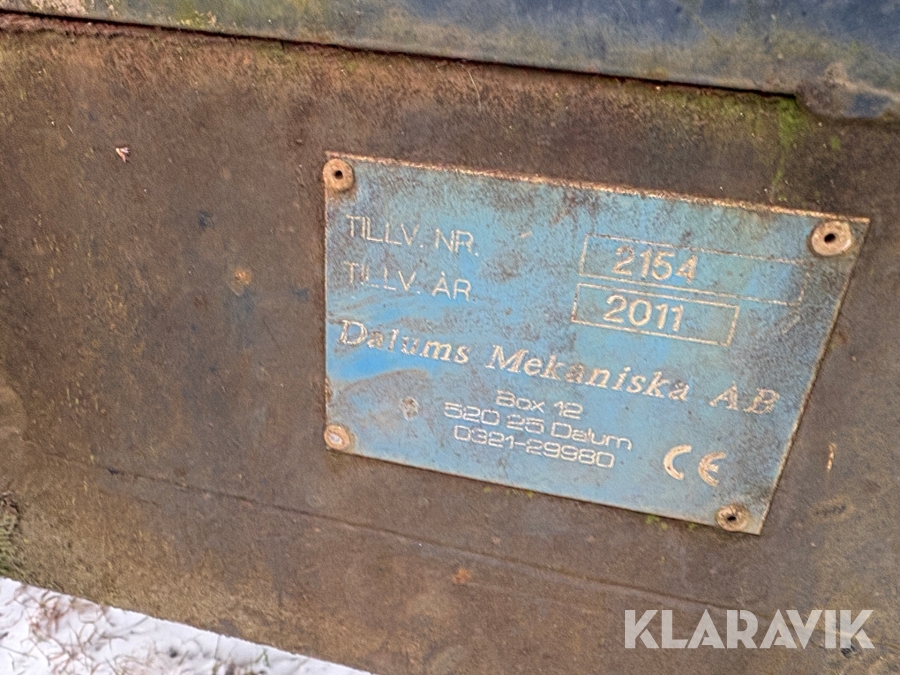 TILLV. NR. 2154
TILLV. ÅR. 2011
Dalums Mekaniska AB
Box 12
520 25 Dalum
0321-29980
CE
KLARAVIK